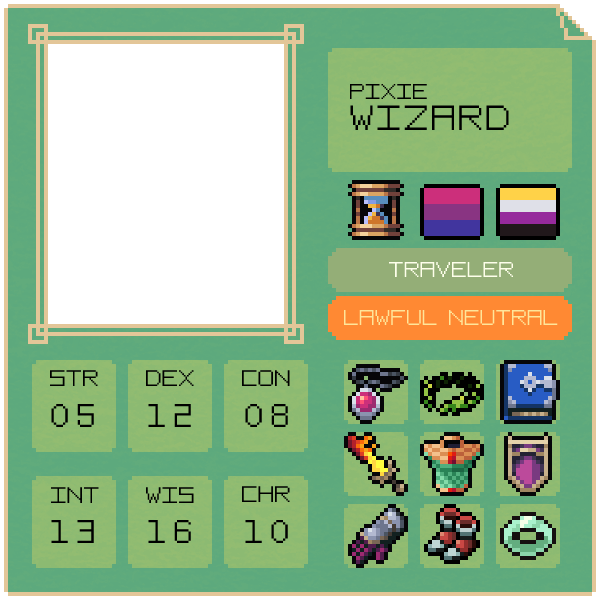 PIXIE
WIZARD
TRAVELER
LAWFUL NEUTRAL
STR DEX CON
05 12 08
INT WIS CHR
13 16 10